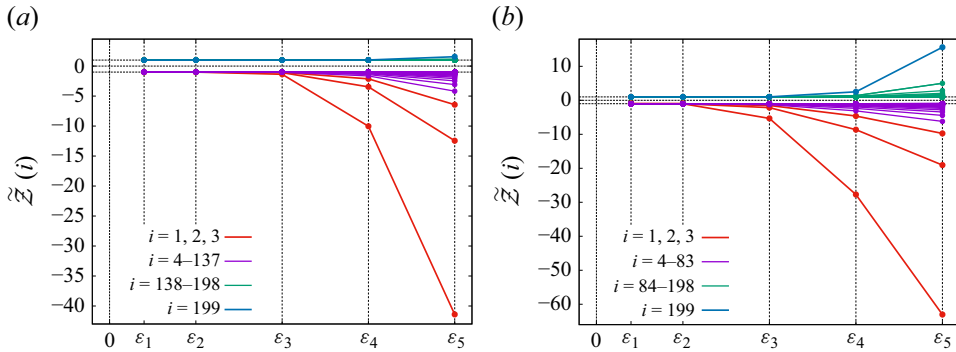 (a)
0
−5
−10
−15
−20
−25
−30
−35
−40
Z̃ (i)
i = 1, 2, 3
i = 4–137
i = 138–198
i = 199
0 ε1 ε2 ε3 ε4 ε5
(b)
10
0
−10
−20
−30
−40
−50
−60
Z̃ (i)
i = 1, 2, 3
i = 4–83
i = 84–198
i = 199
0 ε1 ε2 ε3 ε4 ε5